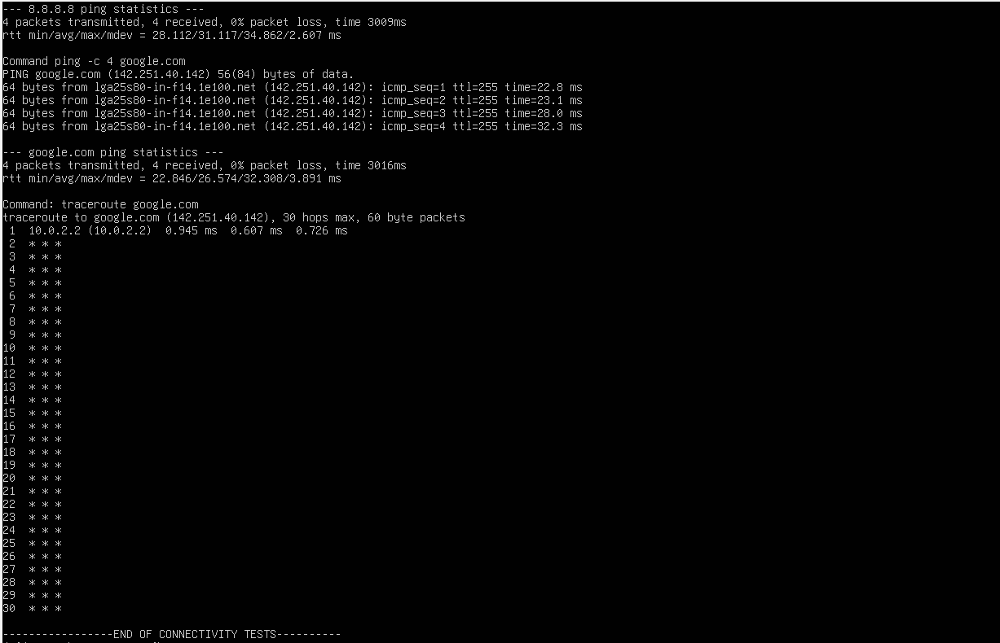 --- 8.8.8.8 ping statistics ---
4 packets transmitted, 4 received, 0% packet loss, time 3009ms
rtt min/avg/max/mdev = 28.112/31.117/34.862/2.607 ms
Command ping -c 4 google.com
PING google.com (142.251.40.142) 56(84) bytes of data.
64 bytes from lga25s80-in-f14.1e100.net (142.251.40.142): icmp_seq=1 ttl=255 time=22.8 ms
64 bytes from lga25s80-in-f14.1e100.net (142.251.40.142): icmp_seq=2 ttl=255 time=23.1 ms
64 bytes from lga25s80-in-f14.1e100.net (142.251.40.142): icmp_seq=3 ttl=255 time=28.0 ms
64 bytes from lga25s80-in-f14.1e100.net (142.251.40.142): icmp_seq=4 ttl=255 time=32.3 ms
--- google.com ping statistics ---
4 packets transmitted, 4 received, 0% packet loss, time 3016ms
rtt min/avg/max/mdev = 22.846/26.574/32.308/3.891 ms
Command: traceroute google.com
traceroute to google.com (142.251.40.142), 30 hops max, 60 byte packets
1 10.0.2.2 (10.0.2.2) 0.945 ms 0.607 ms 0.726 ms
2 * * *
3 * * *
4 * * *
5 * * *
6 * * *
7 * * *
8 * * *
9 * * *
10 * * *
11 * * *
12 * * *
13 * * *
14 * * *
15 * * *
16 * * *
17 * * *
18 * * *
19 * * *
20 * * *
21 * * *
22 * * *
23 * * *
24 * * *
25 * * *
26 * * *
27 * * *
28 * * *
29 * * *
30 * * *
-----------------END OF CONNECTIVITY TESTS----------